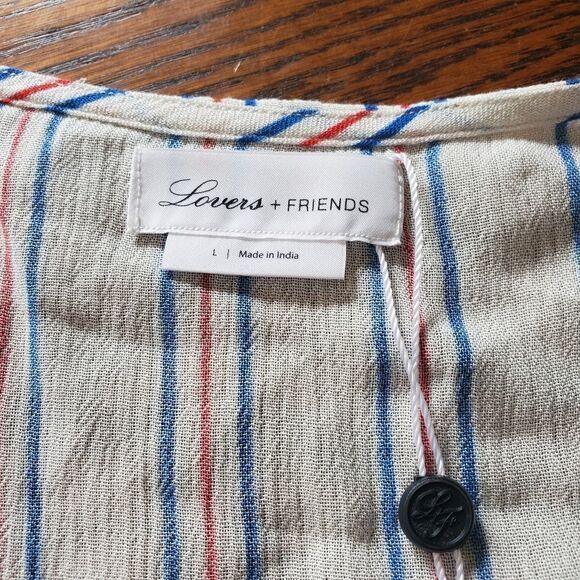 Lovers + FRIENDS
L | Made in India